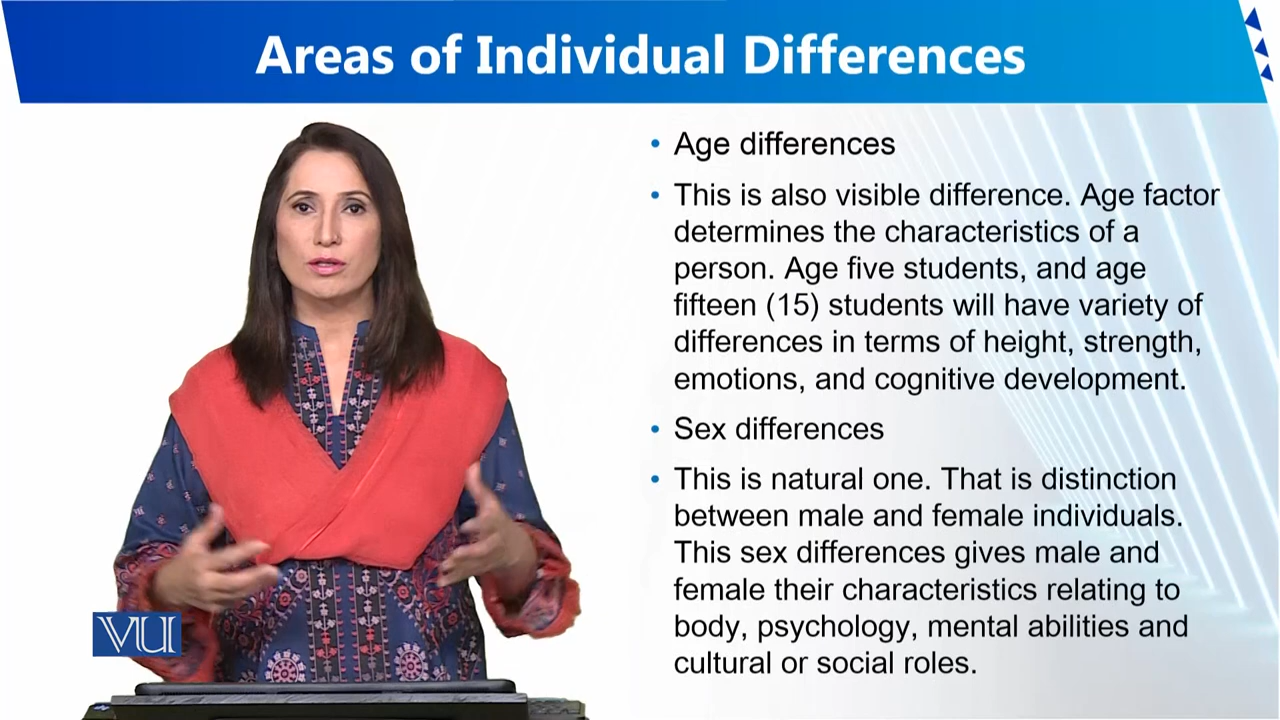 Areas of Individual Differences
• Age differences
• This is also visible difference. Age factor
determines the characteristics of a
person. Age five students, and age
fifteen (15) students will have variety of
differences in terms of height, strength,
emotions, and cognitive development.
• Sex differences
• This is natural one. That is distinction
between male and female individuals.
This sex differences gives male and
female their characteristics relating to
body, psychology, mental abilities and
cultural or social roles.
VU